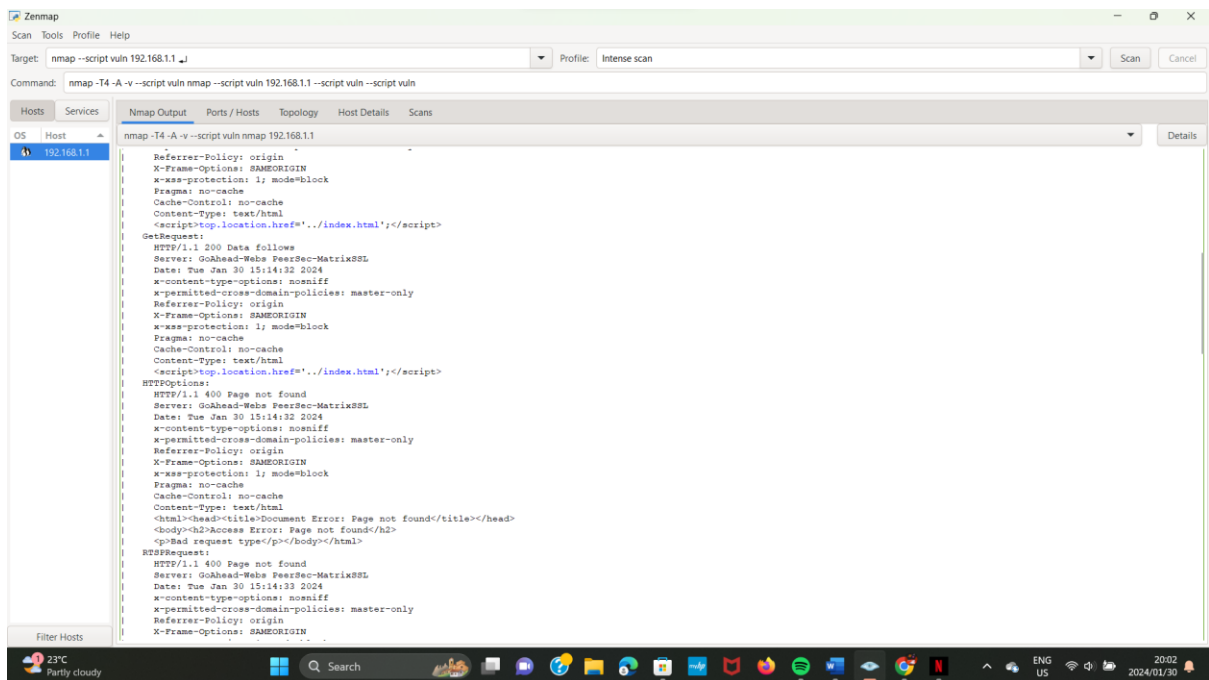 Zenmap
Scan Tools Profile Help
Target: nmap --script vuln 192.168.1.1 Profile: Intense scan Scan Cancel
Command: nmap -T4 -A -v --script vuln nmap --script vuln 192.168.1.1 --script vuln --script vuln
Hosts Services Nmap Output Ports / Hosts Topology Host Details Scans
OS Host nmap -T4 -A -v --script vuln nmap 192.168.1.1 Details
192.168.1.1
| Referrer-Policy: origin
| X-Frame-Options: SAMEORIGIN
| x-xss-protection: 1; mode=block
| Pragma: no-cache
| Cache-Control: no-cache
| Content-Type: text/html
| <script>top.location.href='../index.html';</script>
| GetRequest:
| HTTP/1.1 200 Data follows
| Server: GoAhead-Webs PeerSec-MatrixSSL
| Date: Tue Jan 30 15:14:32 2024
| x-content-type-options: nosniff
| x-permitted-cross-domain-policies: master-only
| Referrer-Policy: origin
| X-Frame-Options: SAMEORIGIN
| x-xss-protection: 1; mode=block
| Pragma: no-cache
| Cache-Control: no-cache
| Content-Type: text/html
| <script>top.location.href='../index.html';</script>
| HTTPOptions:
| HTTP/1.1 400 Page not found
| Server: GoAhead-Webs PeerSec-MatrixSSL
| Date: Tue Jan 30 15:14:32 2024
| x-content-type-options: nosniff
| x-permitted-cross-domain-policies: master-only
| Referrer-Policy: origin
| X-Frame-Options: SAMEORIGIN
| x-xss-protection: 1; mode=block
| Pragma: no-cache
| Cache-Control: no-cache
| Content-Type: text/html
| <html><head><title>Document Error: Page not found</title></head>
| <body><h2>Access Error: Page not found</h2>
| <p>Bad request type</p></body></html>
| RTSPRequest:
| HTTP/1.1 400 Page not found
| Server: GoAhead-Webs PeerSec-MatrixSSL
| Date: Tue Jan 30 15:14:33 2024
| x-content-type-options: nosniff
| x-permitted-cross-domain-policies: master-only
| Referrer-Policy: origin
| X-Frame-Options: SAMEORIGIN
Filter Hosts
1 23°C
Partly cloudy
Search
ENG
US
20:02
2024/01/30